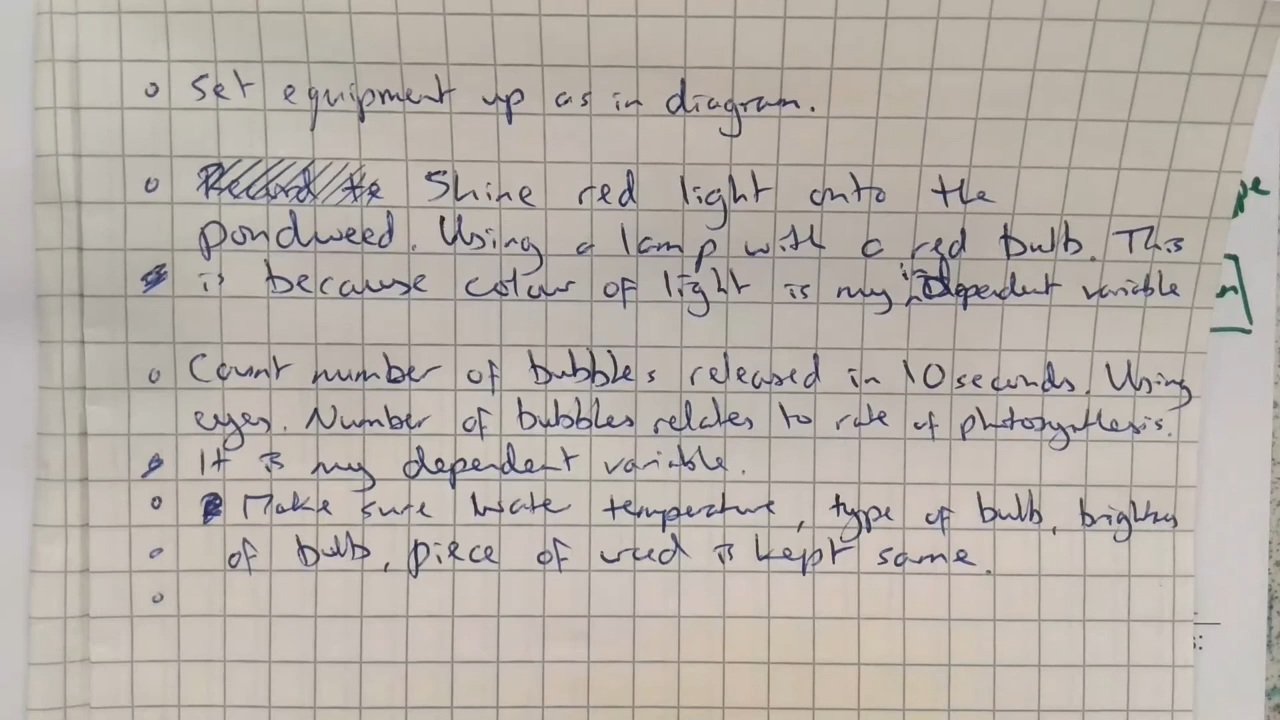 o Set equipment up as in diagram.
o Shine red light onto the
pondweed. Using a lamp with a red bulb. This
is because colour of light is my independent variable
o Count number of bubbles released in 10 seconds. Using
eyes. Number of bubbles relates to rate of photosynthesis.
It is my dependent variable.
o Make sure water temperature, type of bulb,
o of bulb, piece of weed is kept same.
o